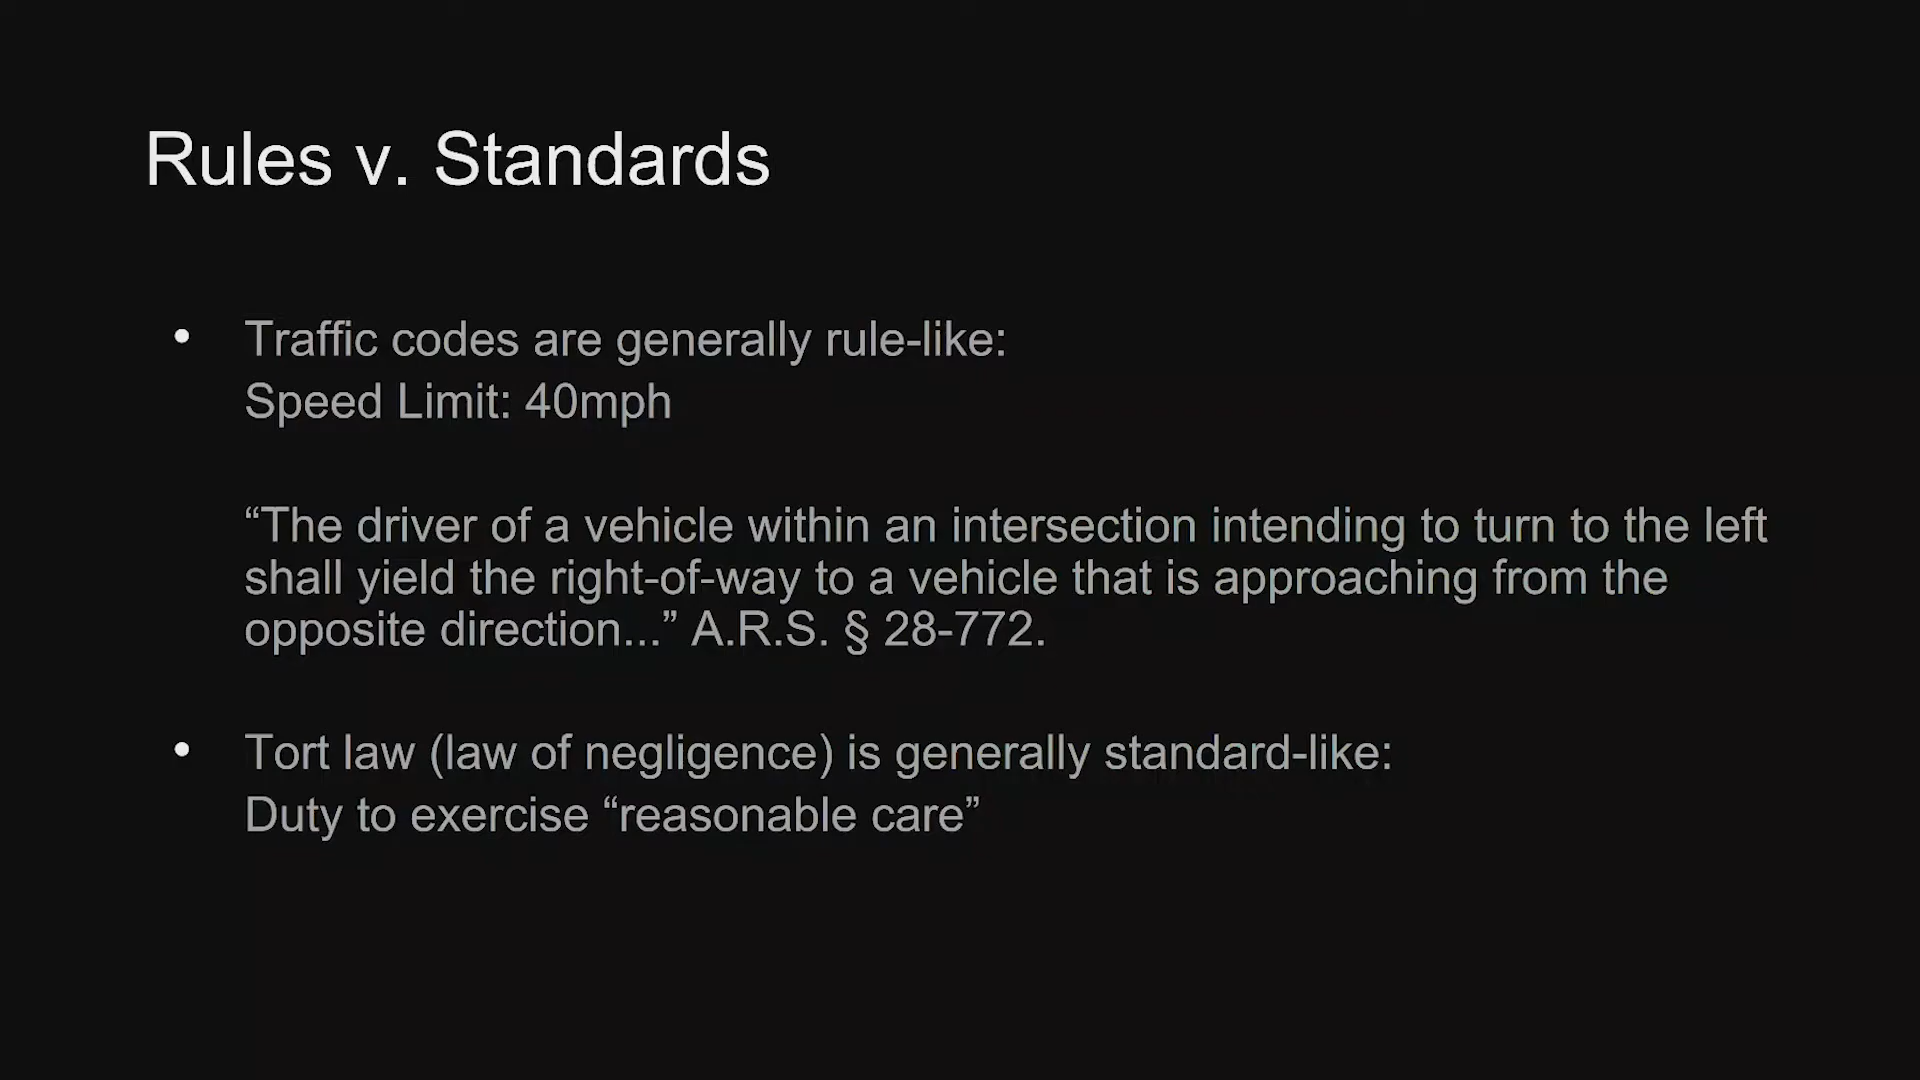 Rules v. Standards
• Traffic codes are generally rule-like:
Speed Limit: 40mph
“The driver of a vehicle within an intersection intending to turn to the left
shall yield the right-of-way to a vehicle that is approaching from the
opposite direction...” A.R.S. § 28-772.
• Tort law (law of negligence) is generally standard-like:
Duty to exercise “reasonable care”